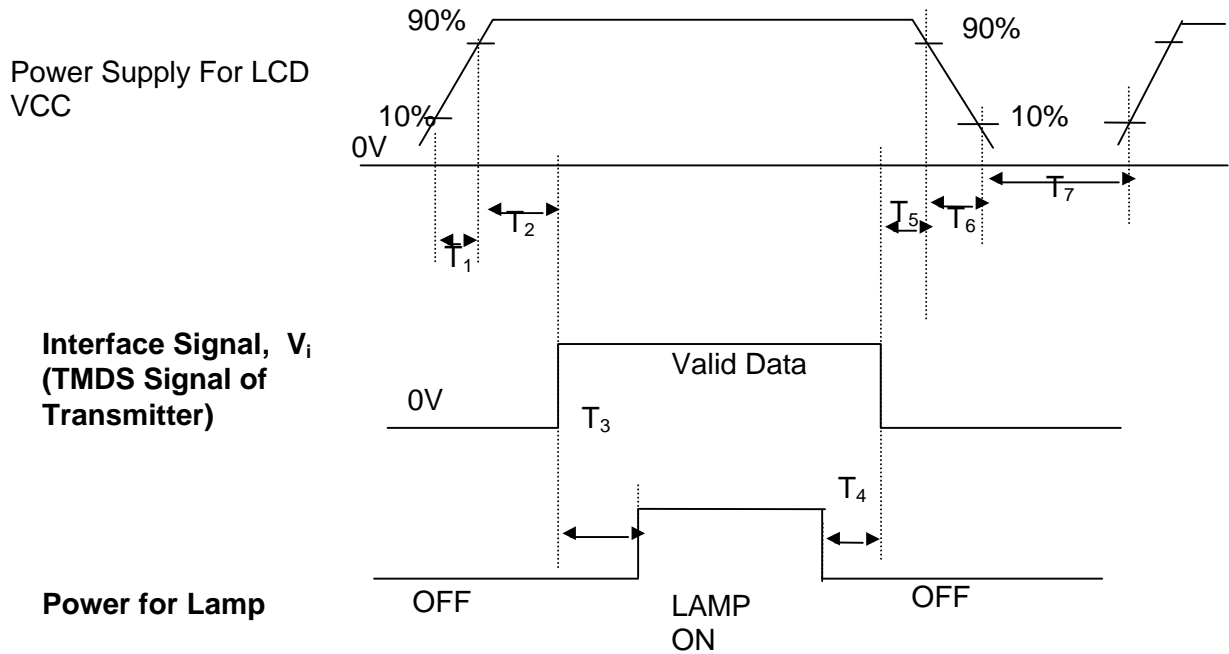 90%
90%
Power Supply For LCD
VCC
10%
10%
0V
T₇
T₅
T₂
T₆
T₁
Interface Signal, Vᵢ
(TMDS Signal of
Transmitter)
Valid Data
0V
T₃
T₄
Power for Lamp
OFF
LAMP
ON
OFF